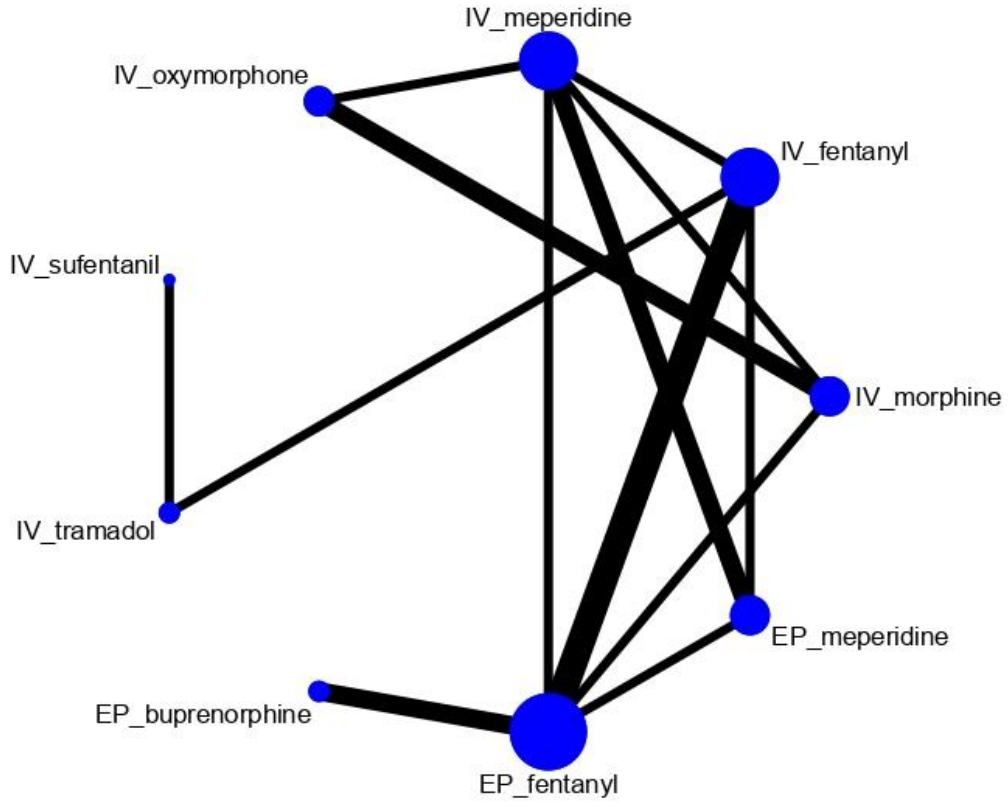 IV_meperidine
IV_oxymorphone
IV_fentanyl
IV_sufentanil
IV_morphine
IV_tramadol
EP_meperidine
EP_buprenorphine
EP_fentanyl